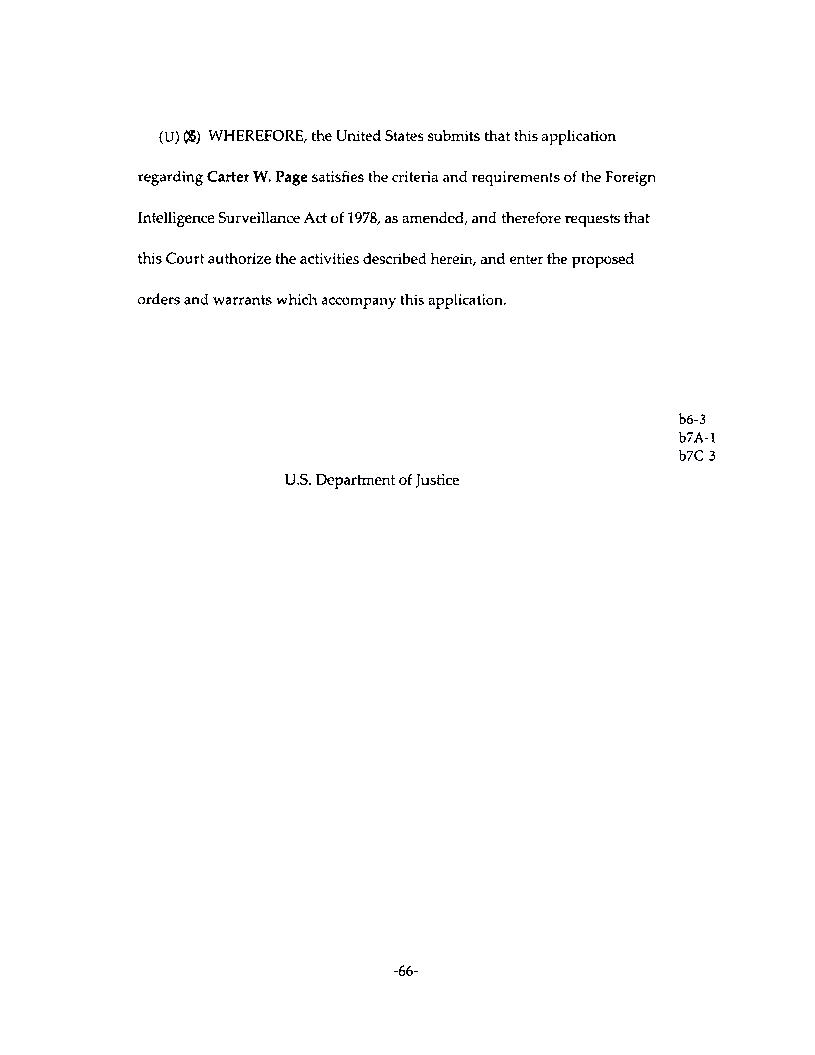 (U) (S) WHEREFORE, the United States submits that this application
regarding Carter W. Page satisfies the criteria and requirements of the Foreign
Intelligence Surveillance Act of 1978, as amended, and therefore requests that
this Court authorize the activities described herein, and enter the proposed
orders and warrants which accompany this application.
b6-3
b7A-1
b7C-3
U.S. Department of Justice
-66-